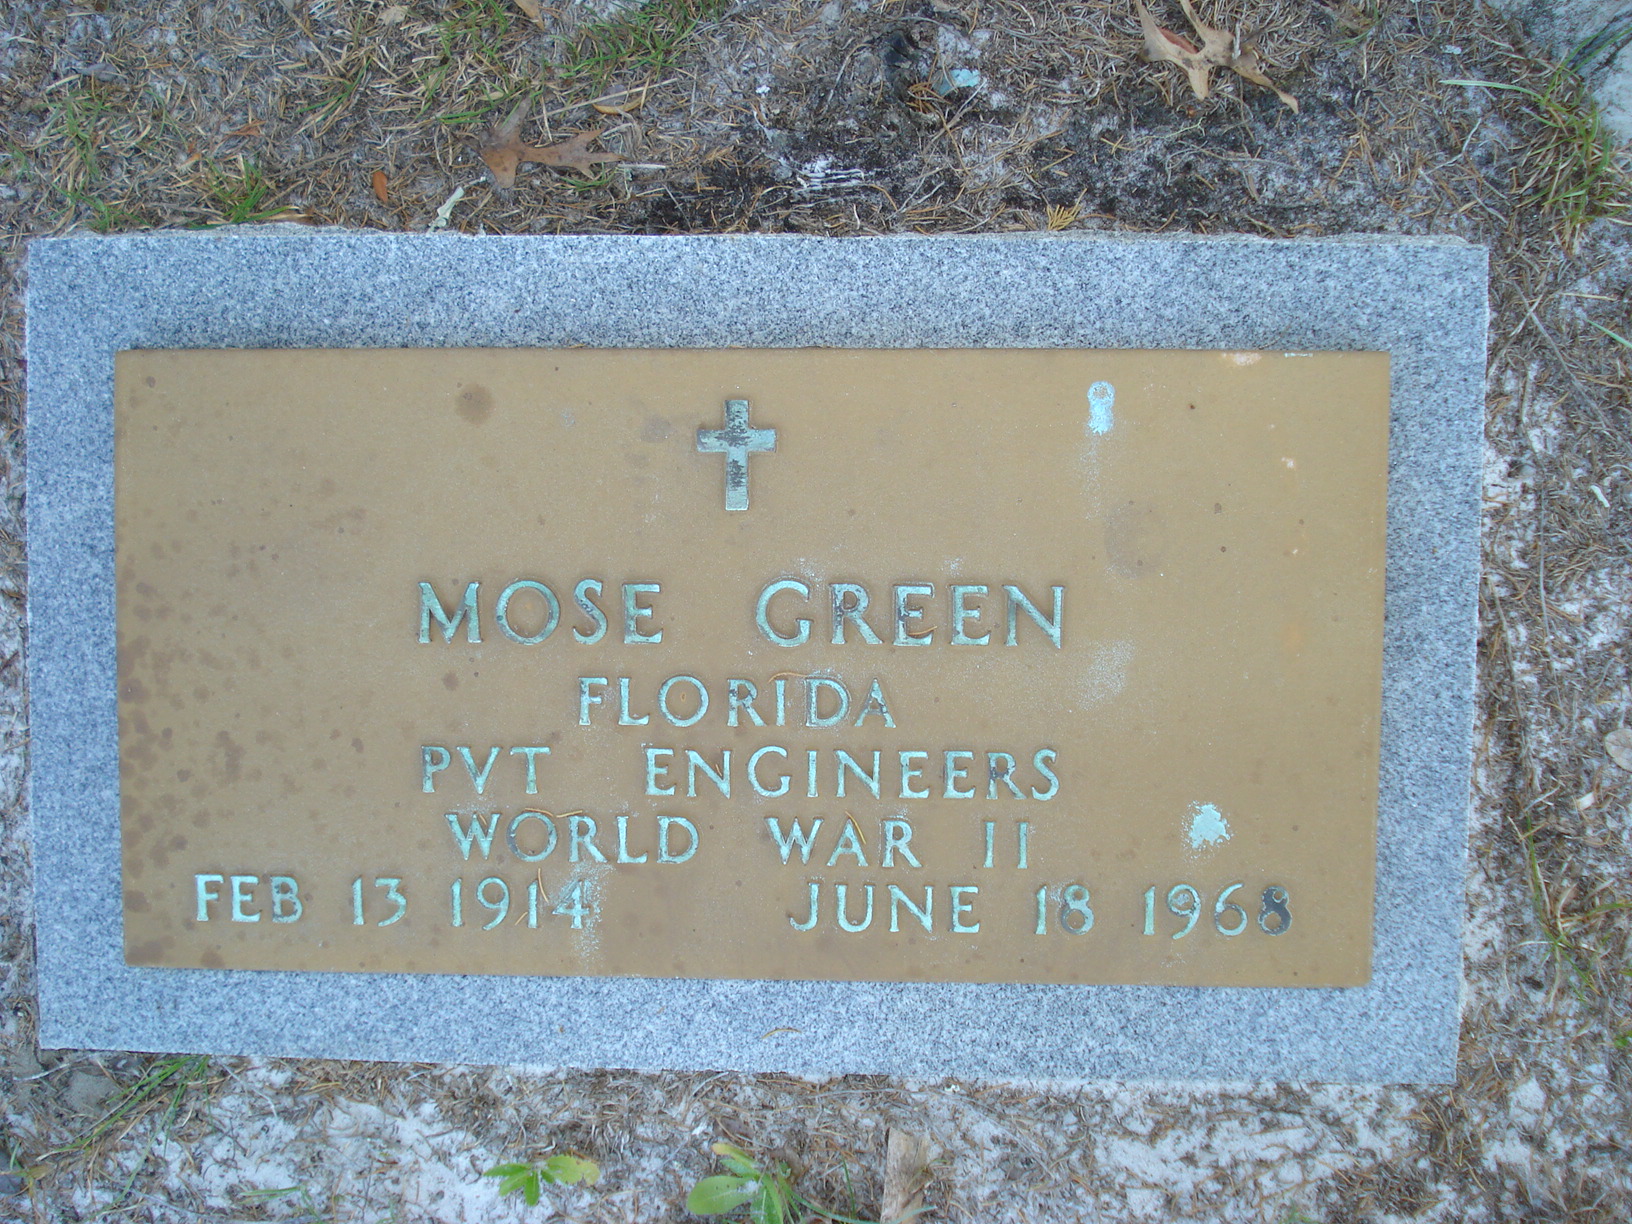 MOSE GREEN
FLORIDA
PVT ENGINEERS
WORLD WAR II
FEB 13 1914 JUNE 18 1968